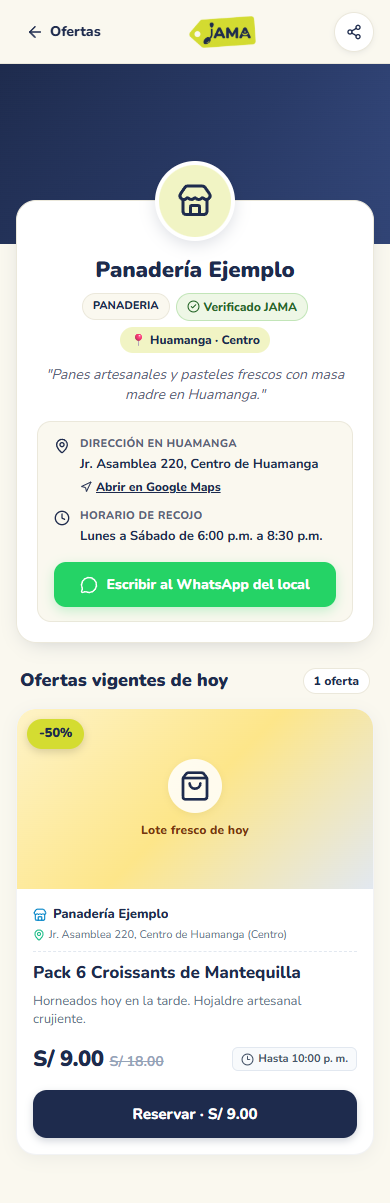 Ofertas
JAMA
Panadería Ejemplo
PANADERIA
Verificado JAMA
Huamanga · Centro
"Panes artesanales y pasteles frescos con masa
madre en Huamanga."
DIRECCIÓN EN HUAMANGA
Jr. Asamblea 220, Centro de Huamanga
Abrir en Google Maps
HORARIO DE RECOJO
Lunes a Sábado de 6:00 p.m. a 8:30 p.m.
Escribir al WhatsApp del local
Ofertas vigentes de hoy
1 oferta
-50%
Lote fresco de hoy
Panadería Ejemplo
Jr. Asamblea 220, Centro de Huamanga (Centro)
Pack 6 Croissants de Mantequilla
Horneados hoy en la tarde. Hojaldre artesanal
crujiente.
S/ 9.00 S/ 18.00
Hasta 10:00 p. m.
Reservar · S/ 9.00